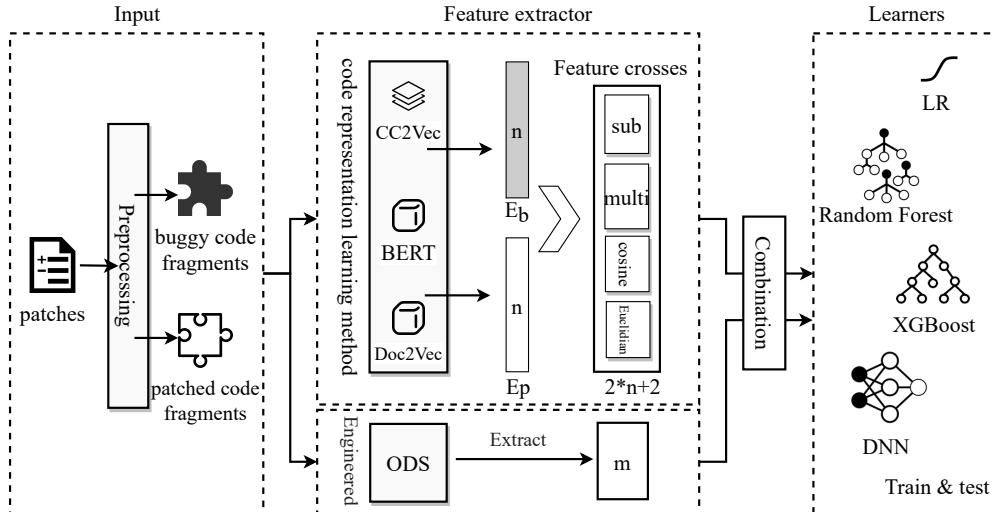 Input
Feature extractor
Learners
patches
Preprocessing
buggy code
fragments
patched code
fragments
code representation learning method
CC2Vec
BERT
Doc2Vec
n
Eb
n
Ep
Feature crosses
sub
multi
cosine
Euclidian
2*n+2
Engineered
ODS
Extract
m
Combination
LR
Random Forest
XGBoost
DNN
Train & test